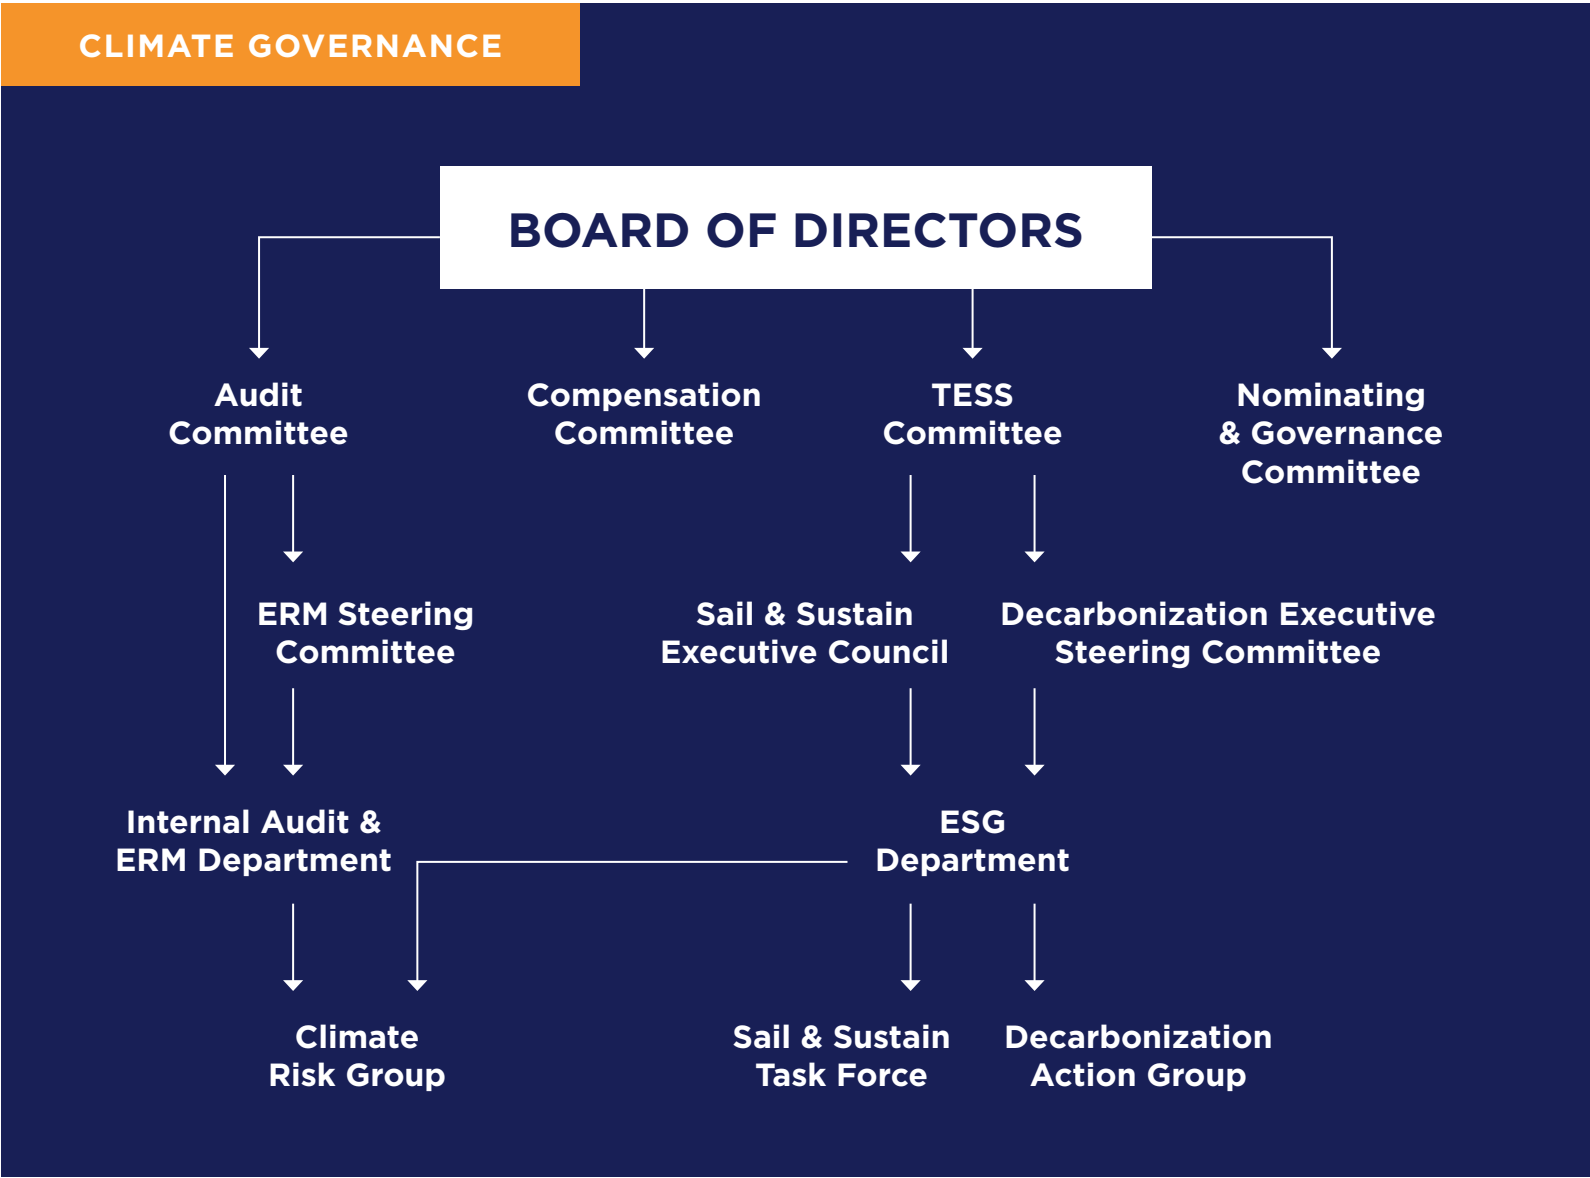 CLIMATE GOVERNANCE
BOARD OF DIRECTORS
Audit
Committee
Compensation
Committee
TESS
Committee
Nominating
& Governance
Committee
ERM Steering
Committee
Sail & Sustain
Executive Council
Decarbonization Executive
Steering Committee
Internal Audit &
ERM Department
ESG
Department
Climate
Risk Group
Sail & Sustain
Task Force
Decarbonization
Action Group